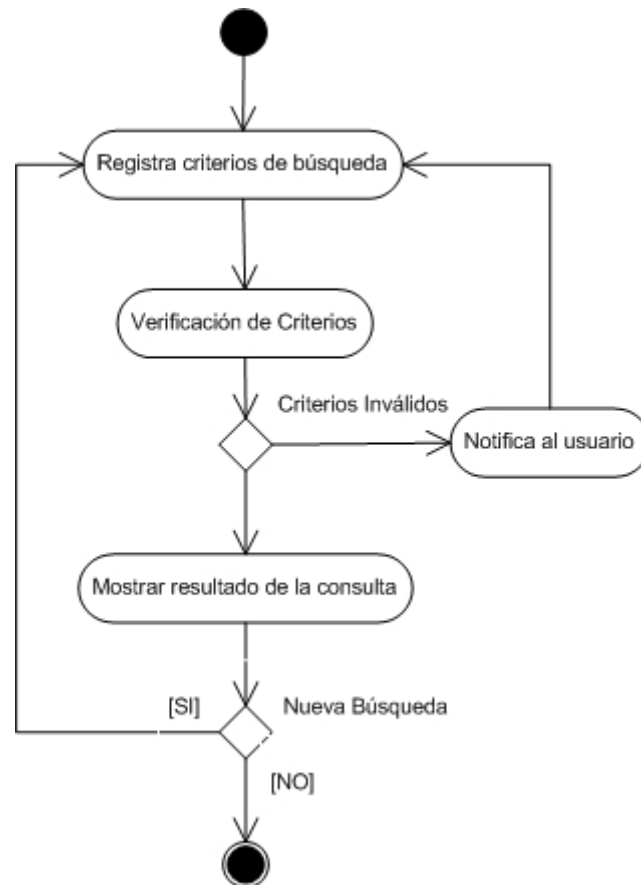 Registra criterios de búsqueda
Verificación de Criterios
Criterios Inválidos
Notifica al usuario
Mostrar resultado de la consulta
[SI]
Nueva Búsqueda
[NO]